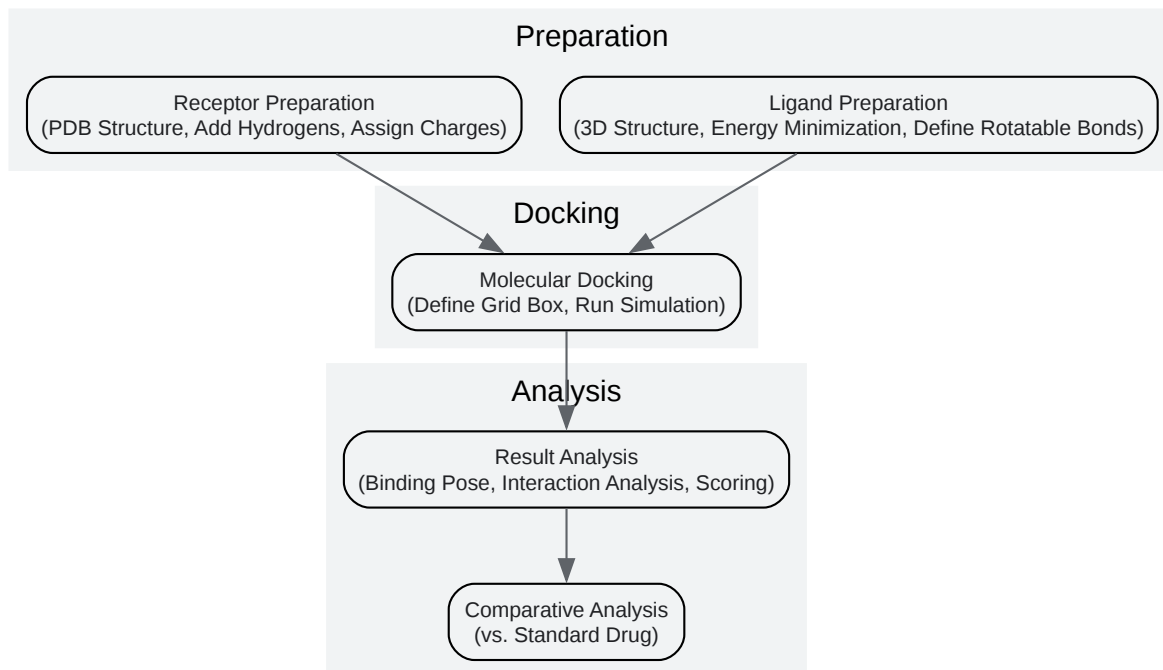 Preparation
Receptor Preparation
(PDB Structure, Add Hydrogens, Assign Charges)
Ligand Preparation
(3D Structure, Energy Minimization, Define Rotatable Bonds)
Docking
Molecular Docking
(Define Grid Box, Run Simulation)
Analysis
Result Analysis
(Binding Pose, Interaction Analysis, Scoring)
Comparative Analysis
(vs. Standard Drug)